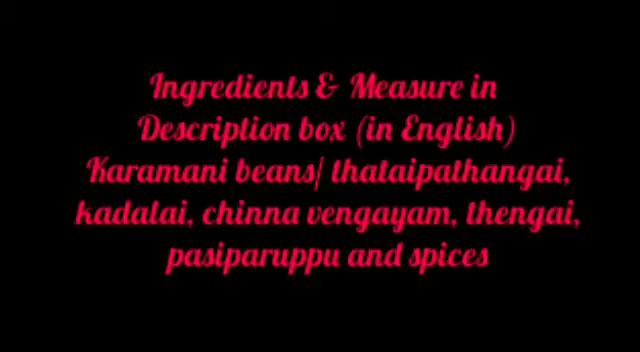 Ingredients & Measure in
Description box (in English)
Karamani beans/ thataipathangai,
kadalai, chinna vengayam, thengai,
pasiparuppu and spices